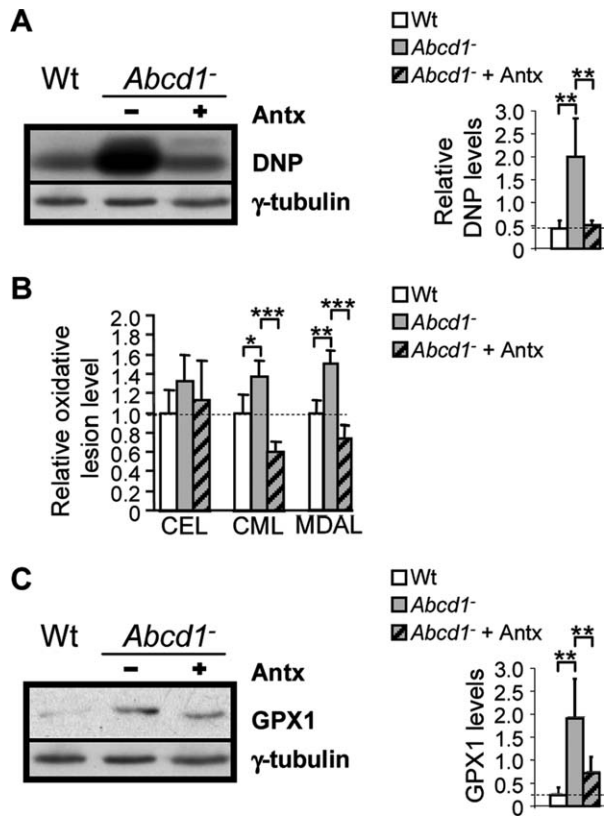 A
Wt Abcd1-
- + Antx
DNP
γ-tubulin
Wt
Abcd1-
Abcd1- + Antx
** **
Relative DNP levels
3.0
2.5
2.0
1.5
1.0
0.5
0
B
Relative oxidative lesion level
2.0
1.8
1.6
1.4
1.2
1.0
0.8
0.6
0.4
0.2
0
* *** ** ***
CEL CML MDAL
Wt
Abcd1-
Abcd1- + Antx
C
Wt Abcd1-
- + Antx
GPX1
γ-tubulin
Wt
Abcd1-
Abcd1- + Antx
** **
GPX1 levels
3.0
2.5
2.0
1.5
1.0
0.5
0